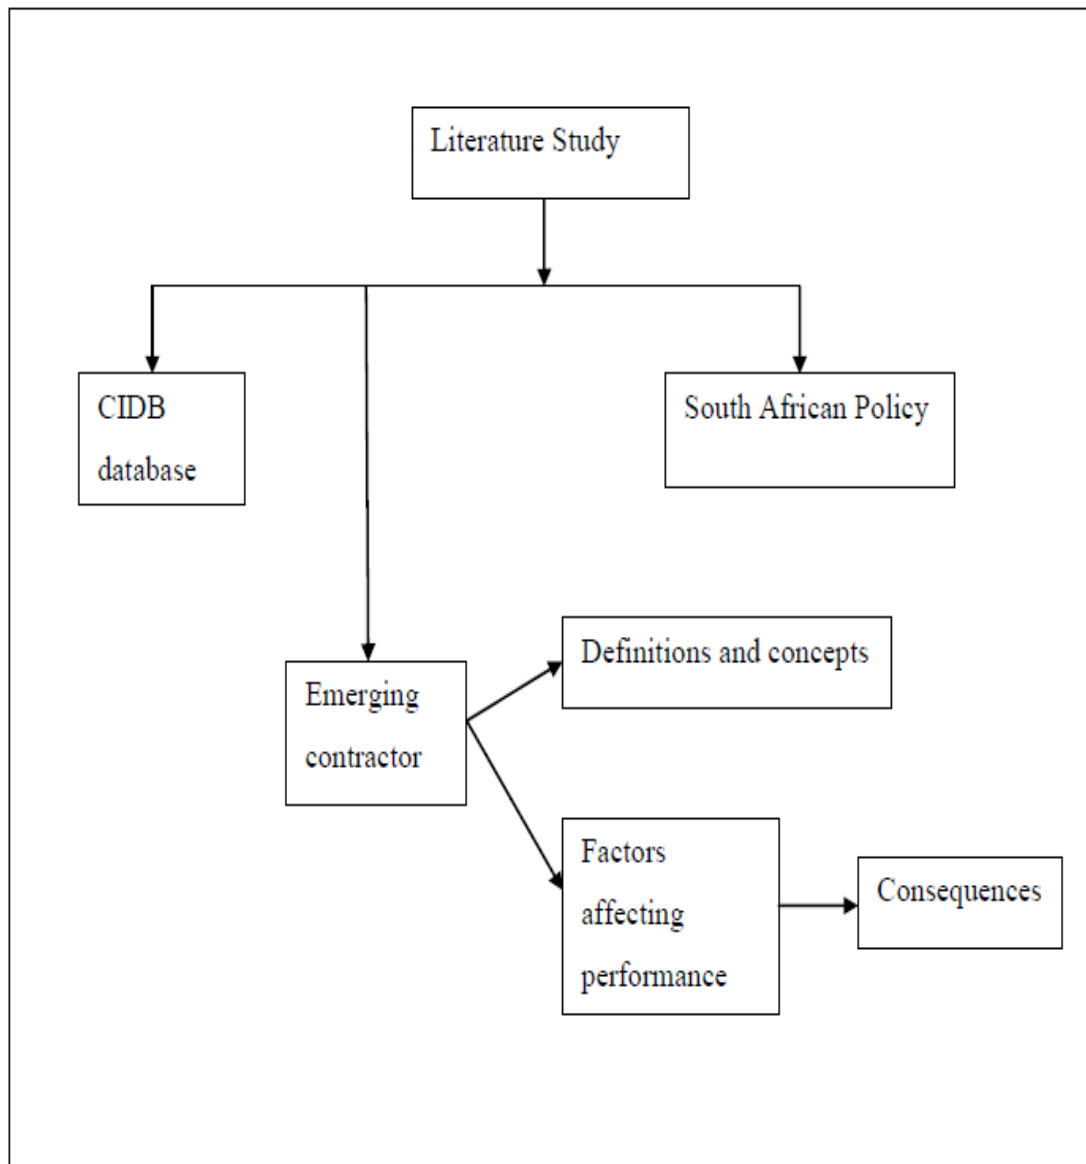 Literature Study
CIDB
database
South African Policy
Emerging
contractor
Definitions and concepts
Factors
affecting
performance
Consequences